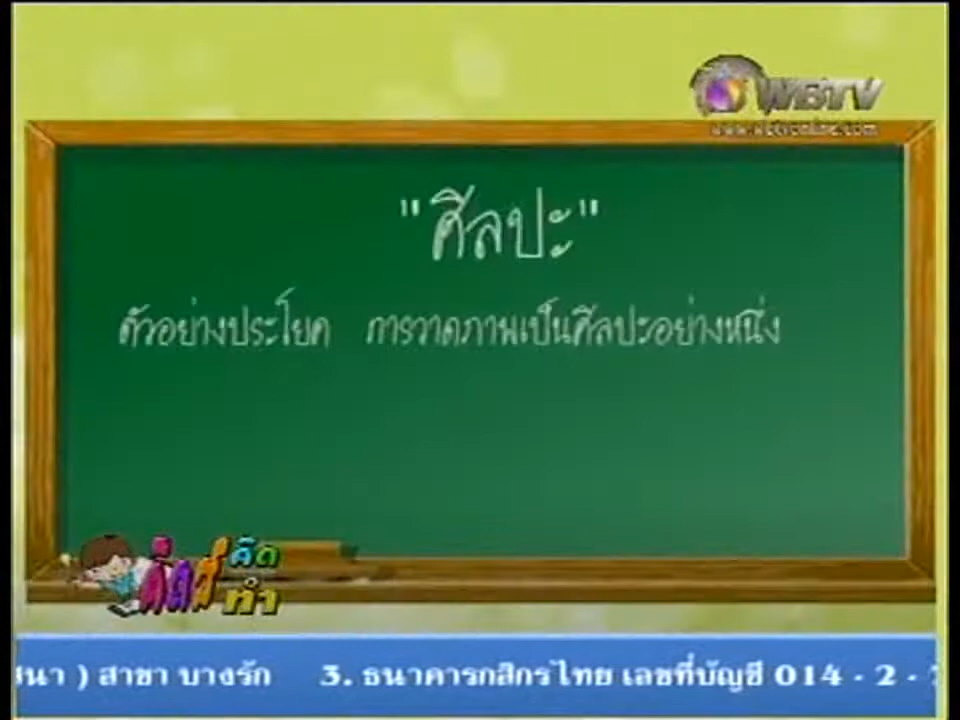 WBTV
www.wbtvonline.com
"ศิลปะ"
ตัวอย่างประโยค การวาดภาพเป็นศิลปะอย่างหนึ่ง
คิดส์ คิด
ทำ
สนา ) สาขา บางรัก 3. ธนาคารกสิกรไทย เลขที่บัญชี 014 - 2 -